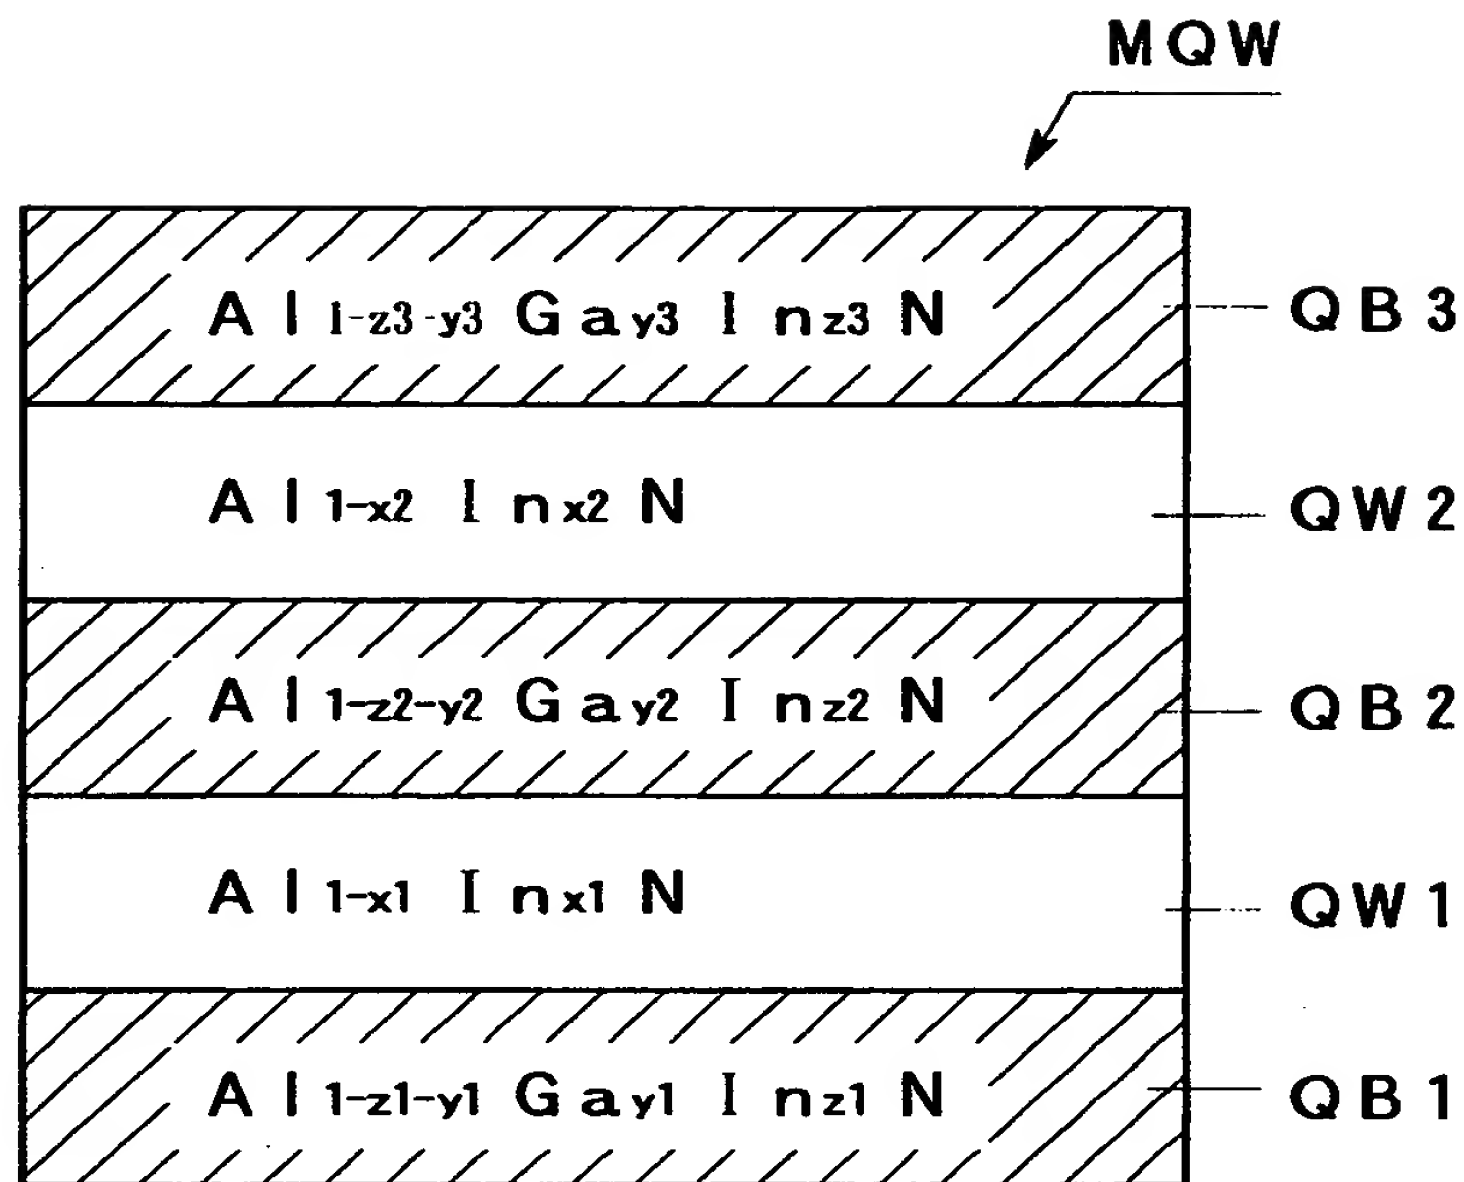 MQW
Al1-z3-y3 Gay3 Inz3 N QB3
Al1-x2 Inx2 N QW2
Al1-z2-y2 Gay2 Inz2 N QB2
Al1-x1 Inx1 N QW1
Al1-z1-y1 Gay1 Inz1 N QB1